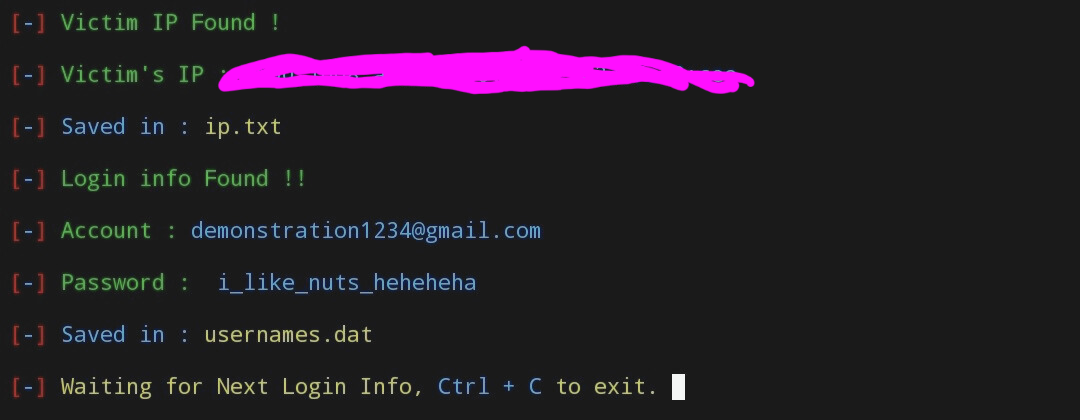 [-] Victim IP Found !
[-] Victim's IP :
[-] Saved in : ip.txt
[-] Login info Found !!
[-] Account : demonstration1234@gmail.com
[-] Password : i_like_nuts_heheheha
[-] Saved in : usernames.dat
[-] Waiting for Next Login Info, Ctrl + C to exit.